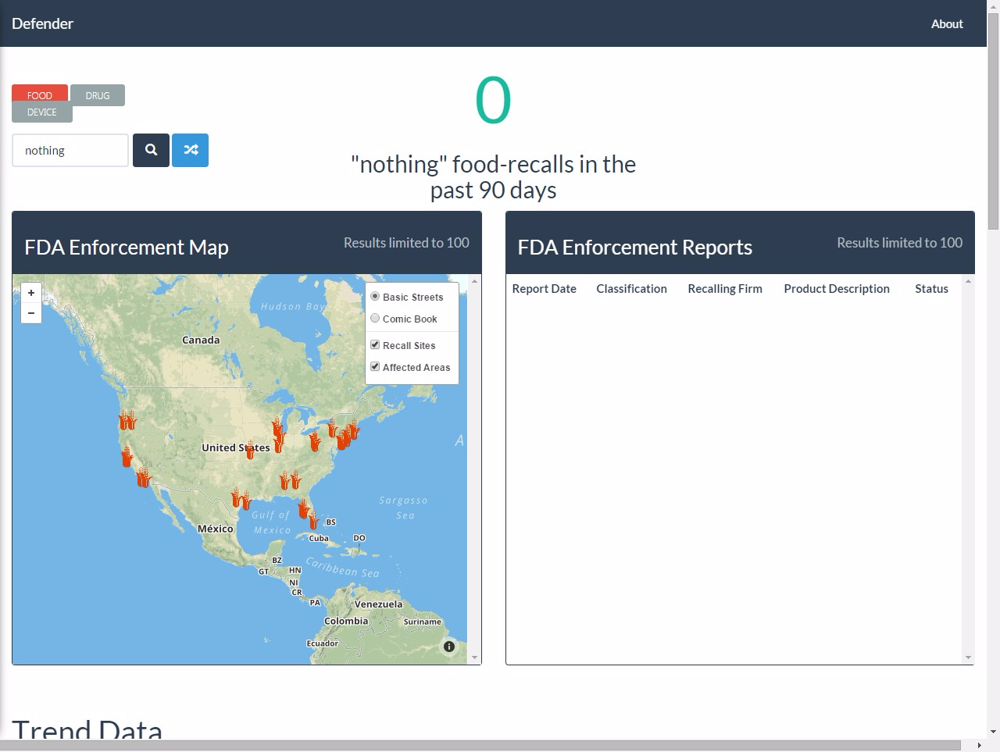 Defender
About
FOOD
DRUG
DEVICE
nothing
0
"nothing" food-recalls in the
past 90 days
FDA Enforcement Map
Results limited to 100
+
−
Basic Streets
Comic Book
Recall Sites
Affected Areas
Hudson Bay
Canada
United States
A
Sargasso
Sea
Gulf of
Mexico
México
BS
Cuba
DO
BZ
GT
HN
Caribbean Sea
NI
CR
PA
Venezuela
Colombia
Suriname
Ecuador
FDA Enforcement Reports
Results limited to 100
Report Date
Classification
Recalling Firm
Product Description
Status
Trend Data